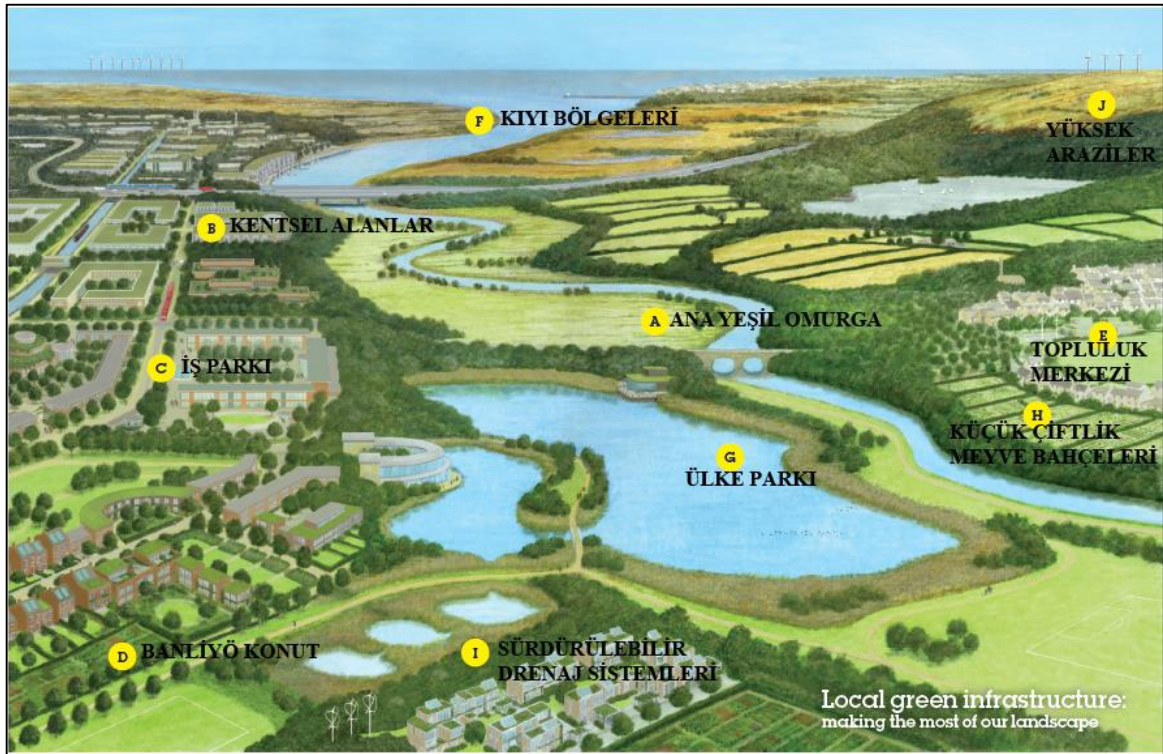 F KIYI BÖLGELERİ
J
YÜKSEK
ARAZİLER
B KENTSEL ALANLAR
A ANA YEŞİL OMURGA
E
TOPLULUK
MERKEZİ
C İŞ PARKI
H
KÜÇÜK ÇİFTLİK
MEYVE BAHÇELERİ
G
ÜLKE PARKI
D BANLİYÖ KONUT
I SÜRDÜRÜLEBİLİR
DRENAJ SİSTEMLERİ
Local green infrastructure:
making the most of our landscape